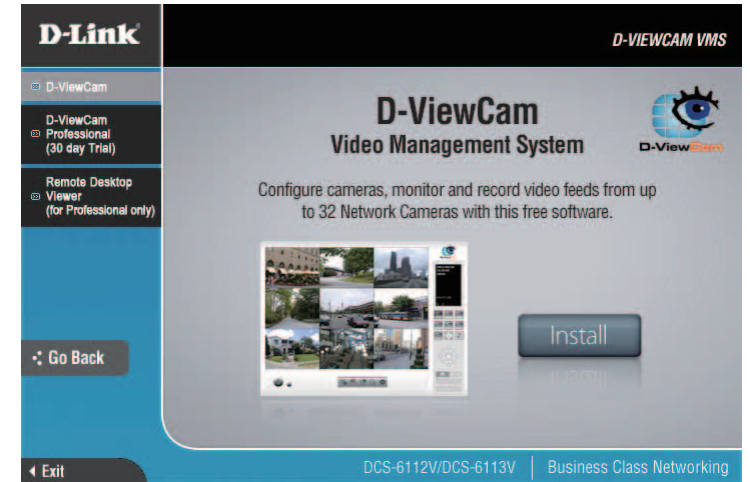 D-Link
D-VIEWCAM VMS
D-ViewCam
D-ViewCam
Professional
(30 day Trial)
Remote Desktop
Viewer
(for Professional only)
Go Back
Exit
D-ViewCam
Video Management System
D-ViewCam
Configure cameras, monitor and record video feeds from up
to 32 Network Cameras with this free software.
Install
DCS-6112V/DCS-6113V
Business Class Networking